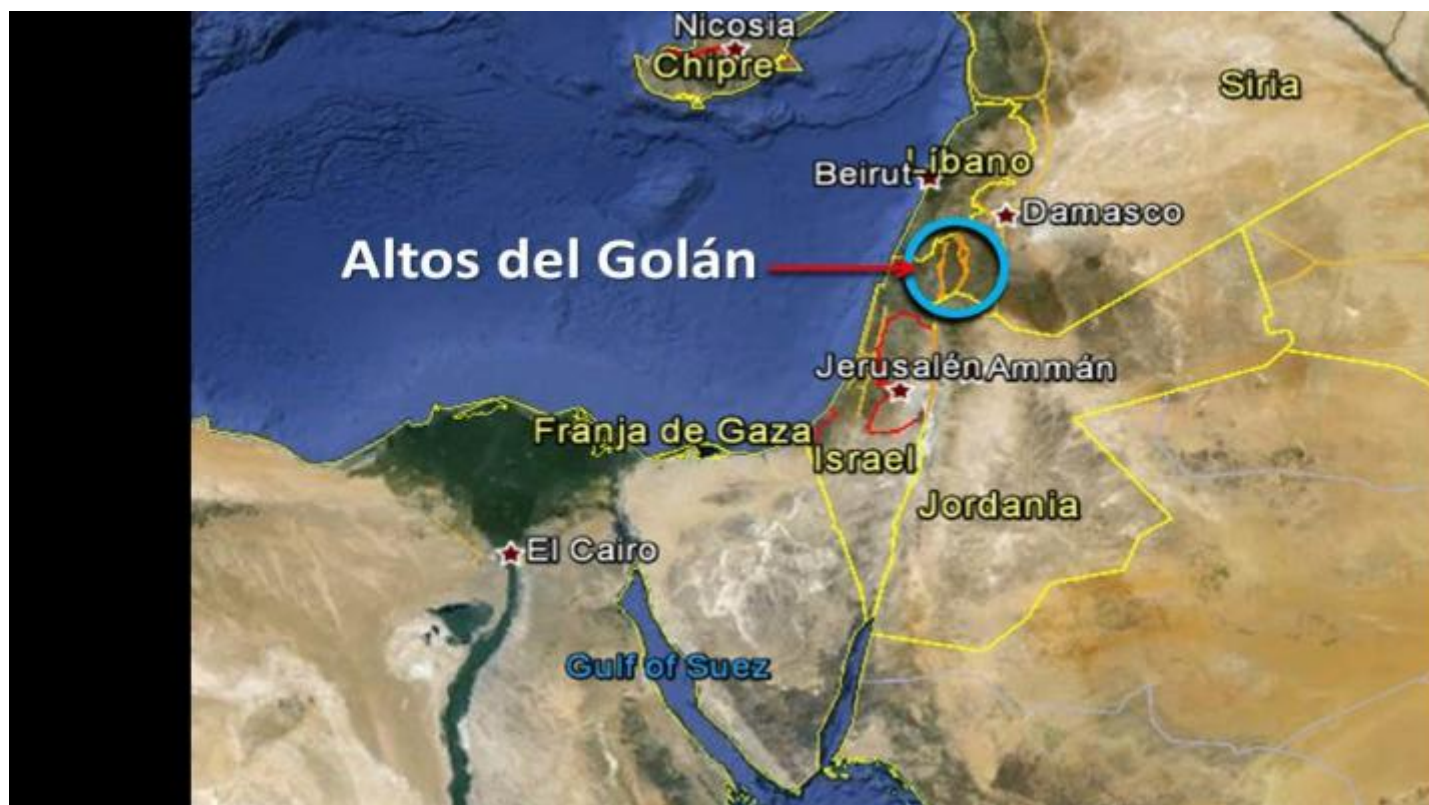 Nicosia
Chipre
Siria
Líbano
Beirut
Damasco
Altos del Golán
Jerusalén
Ammán
Franja de Gaza
Israel
Jordania
El Cairo
Gulf of Suez